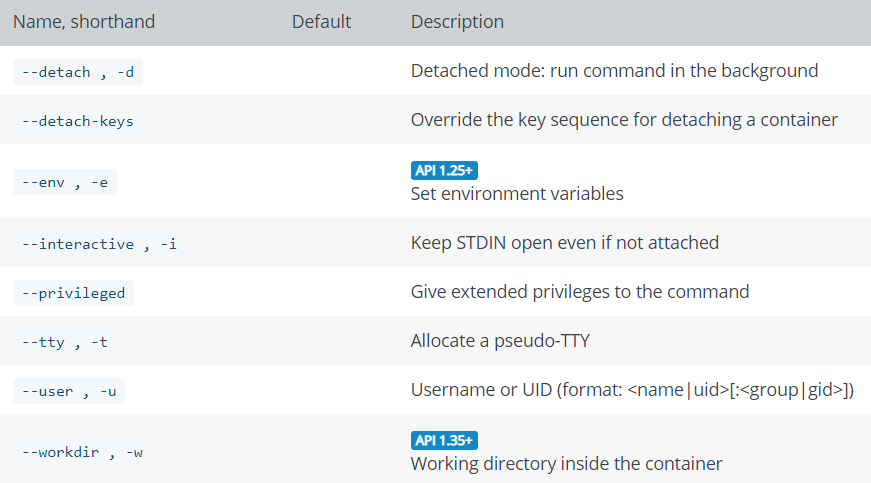 Name, shorthand Default Description
--detach , -d Detached mode: run command in the background
--detach-keys Override the key sequence for detaching a container
API 1.25+
--env , -e Set environment variables
--interactive , -i Keep STDIN open even if not attached
--privileged Give extended privileges to the command
--tty , -t Allocate a pseudo-TTY
--user , -u Username or UID (format: <name|uid>[:<group|gid>])
API 1.35+
--workdir , -w Working directory inside the container